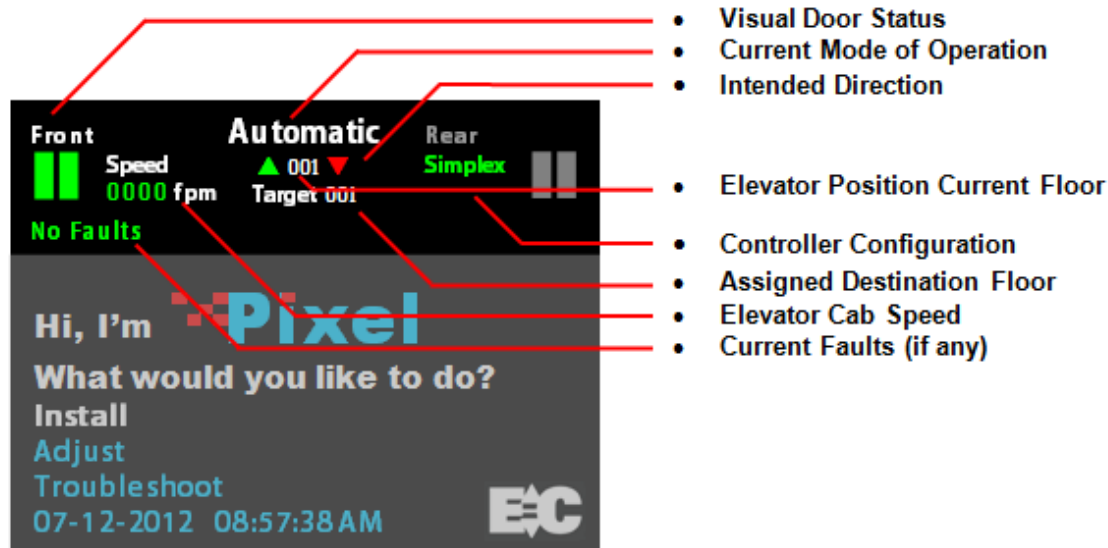 Front
Automatic
Rear
Speed
001
Simplex
0000 fpm
Target 001
No Faults
Hi, I'm Pixel
What would you like to do?
Install
Adjust
Troubleshoot
07-12-2012 08:57:38AM
EC
• Visual Door Status
• Current Mode of Operation
• Intended Direction
• Elevator Position Current Floor
• Controller Configuration
• Assigned Destination Floor
• Elevator Cab Speed
• Current Faults (if any)